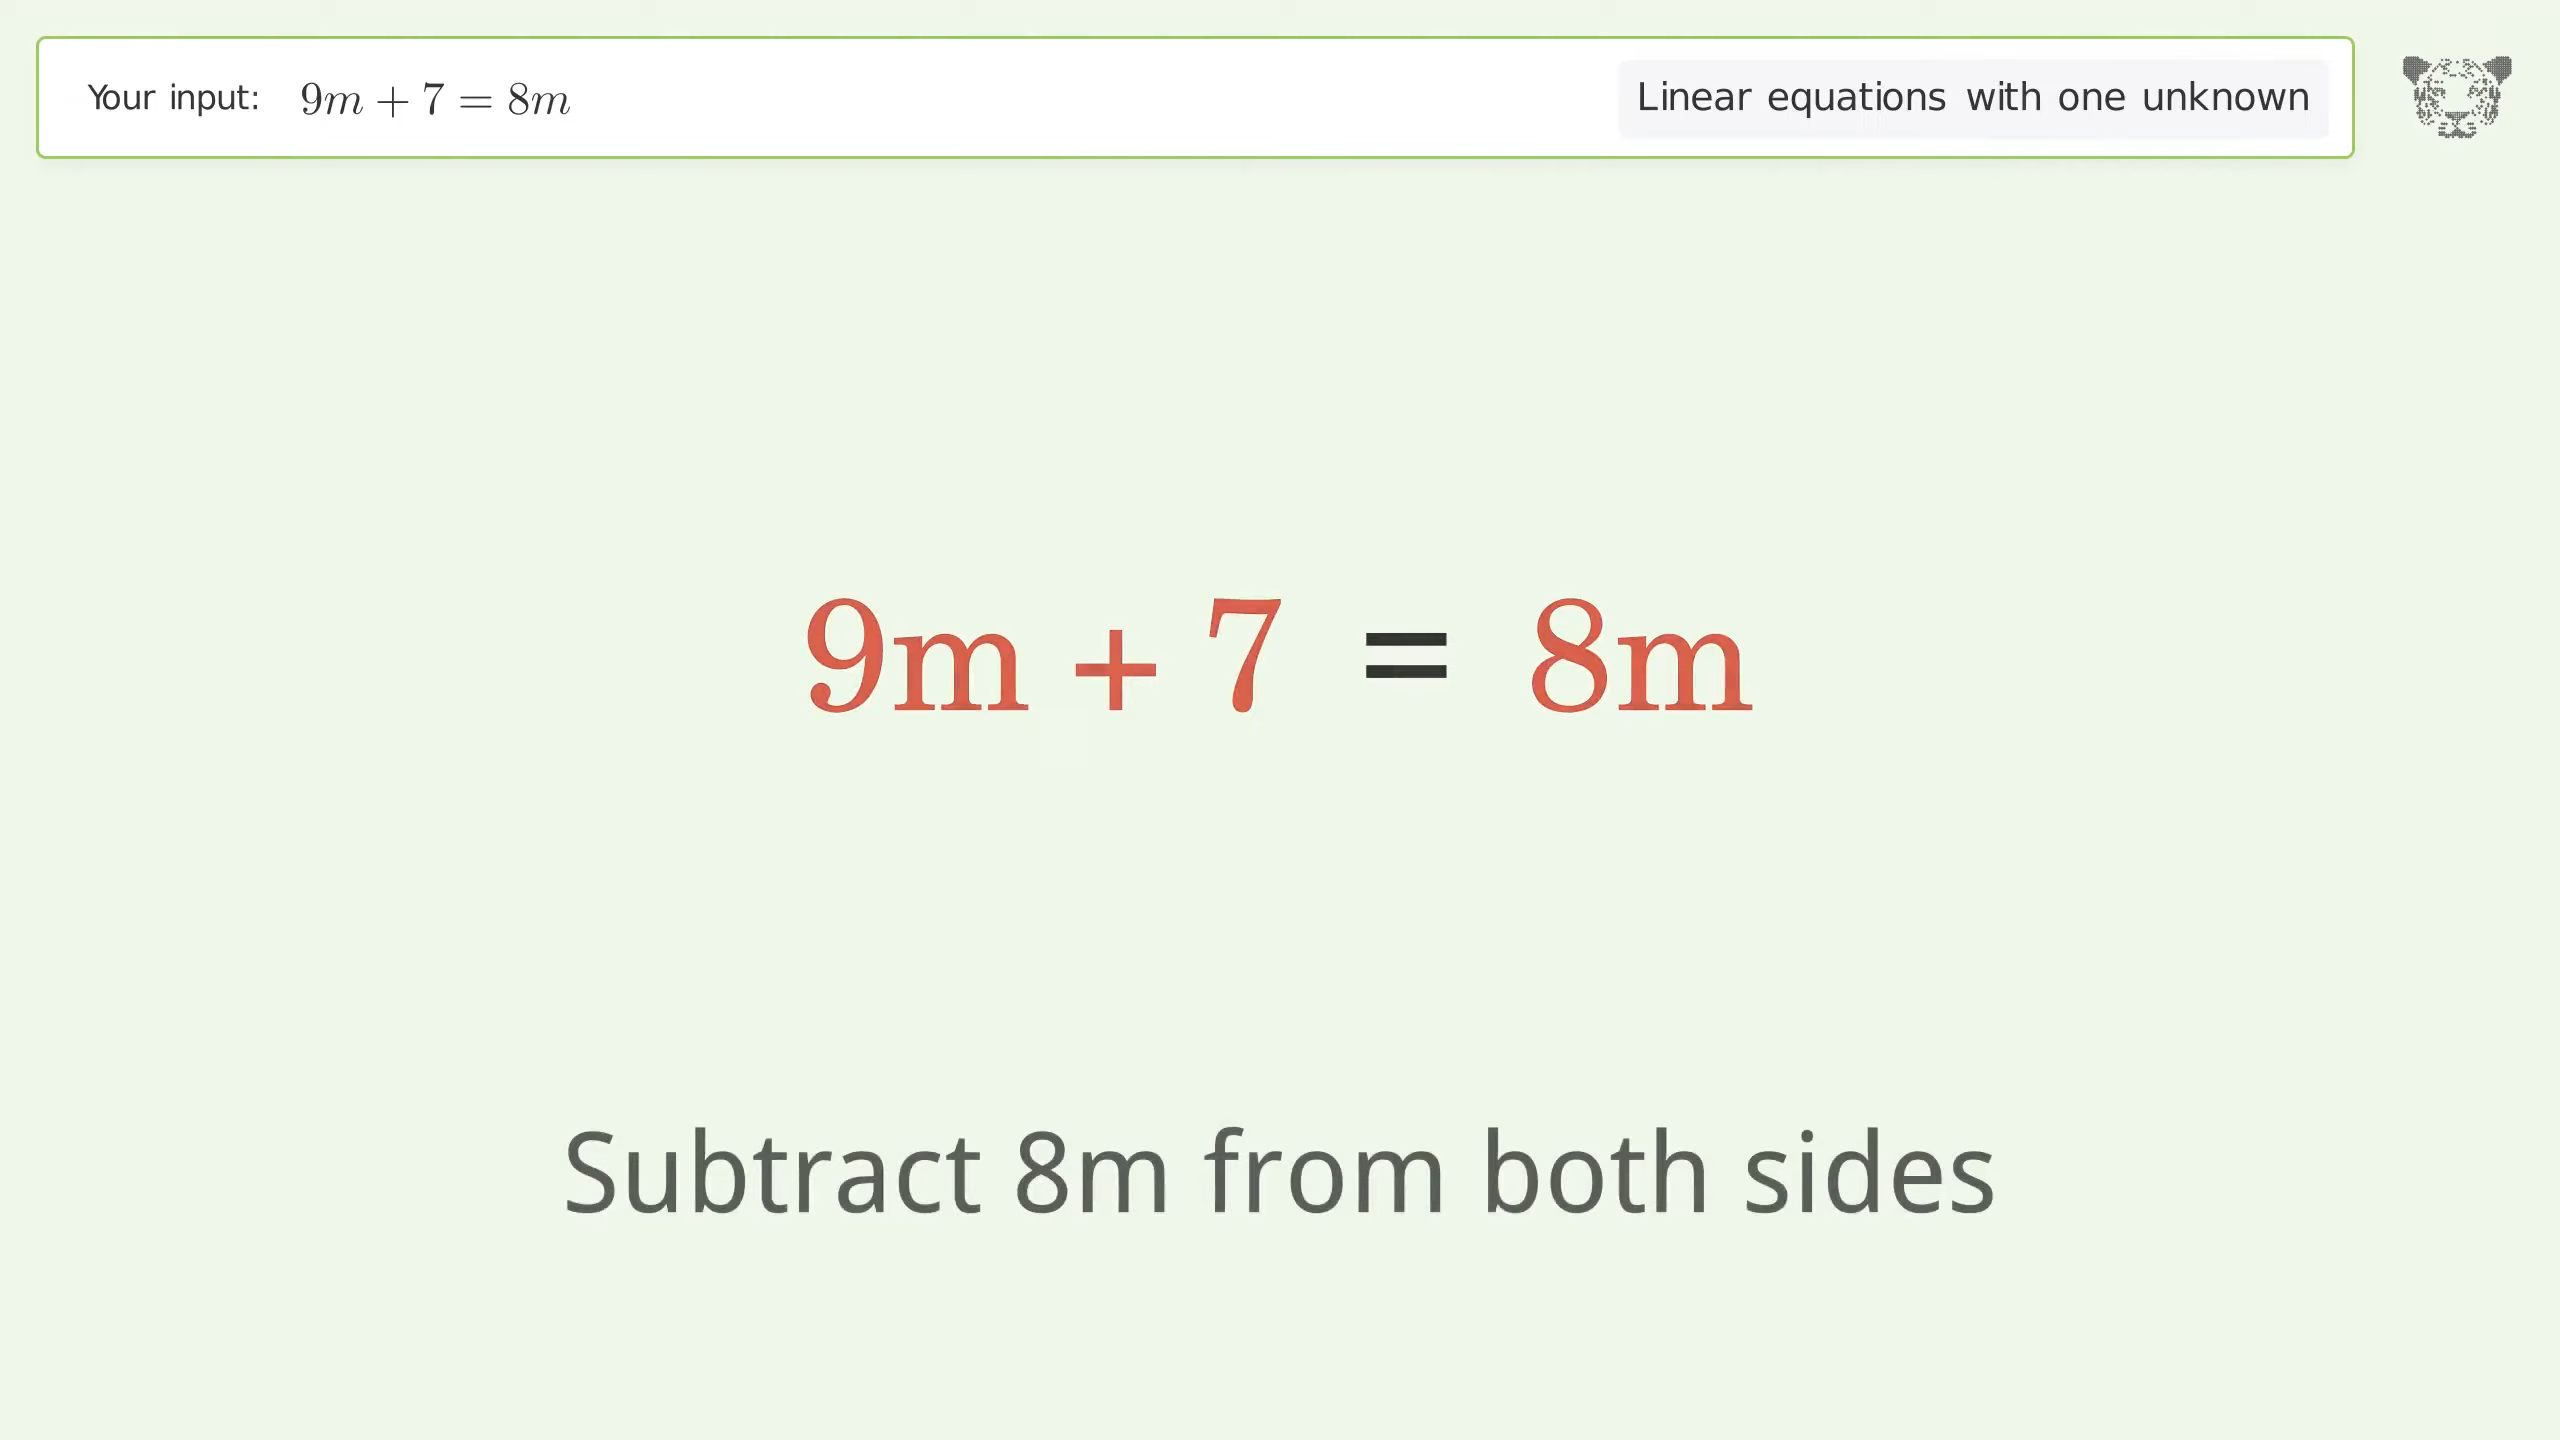 Your input: 9m + 7 = 8m
Linear equations with one unknown
9m + 7 = 8m
Subtract 8m from both sides